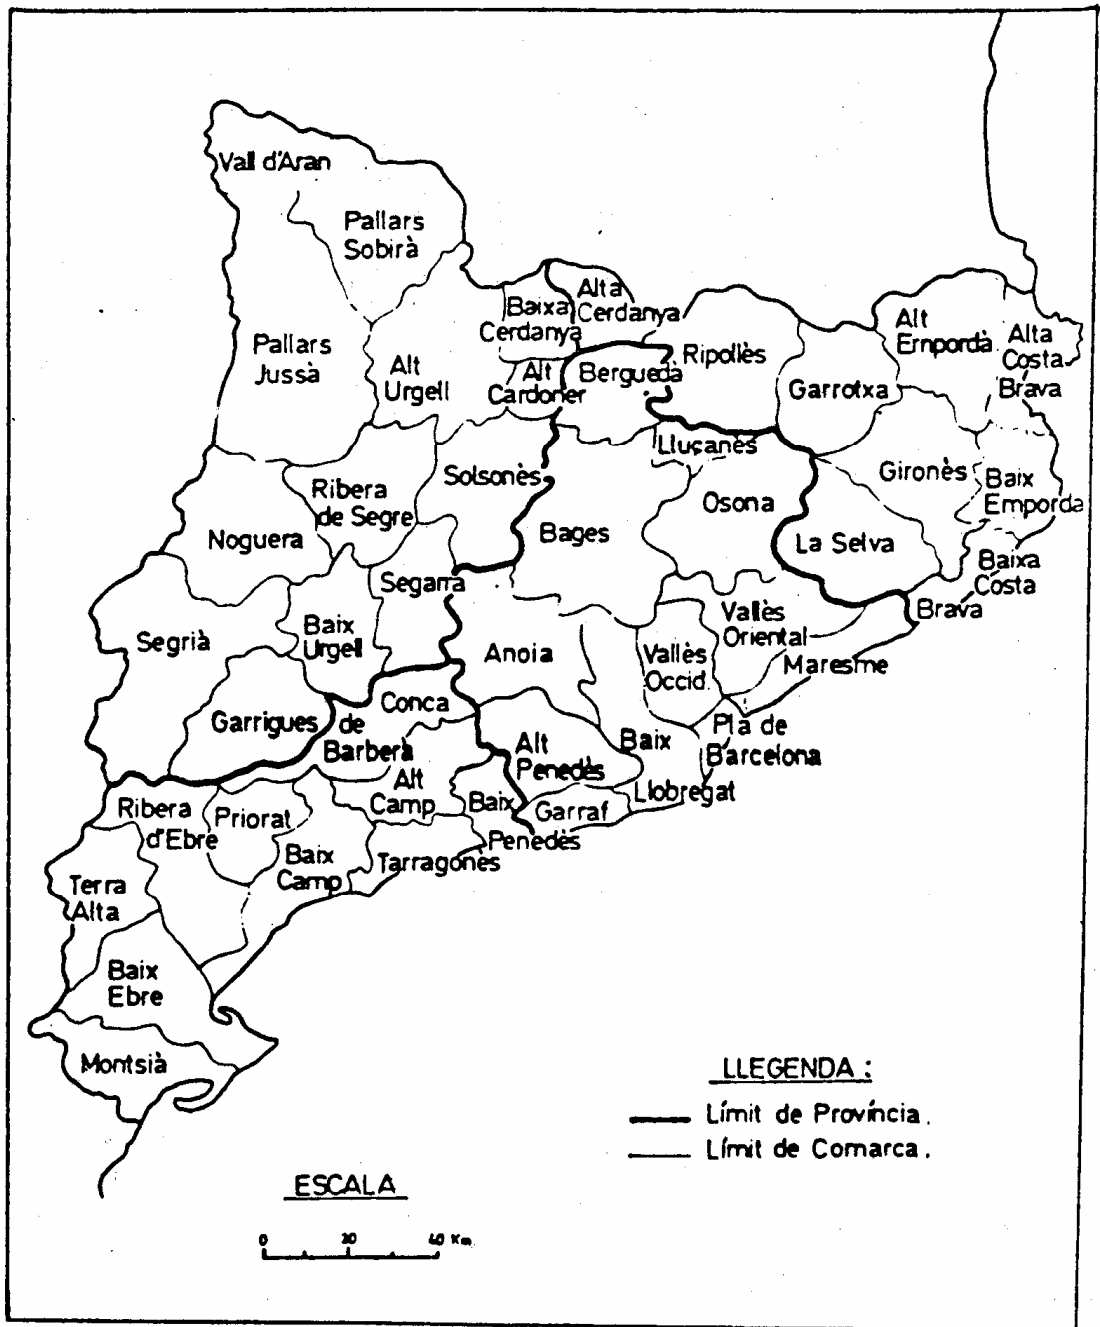 Vall d'Aran
Pallars
Sobirà
Alta
Cerdanya
Baixa
Cerdanya
Alt
Empordà
Alta
Costa
Brava
Pallars
Jussà
Alt
Urgell
Alt
Cardoner
Berguedà
Ripollès
Garrotxa
Lluçanès
Gironès
Baix
Emporda
Solsonès
Ribera
de Segre
Osona
Noguera
Bages
La Selva
Baixa
Costa
Brava
Segarra
Segrià
Baix
Urgell
Anoia
Vallès
Oriental
Vallès
Occid.
Maresme
Garrigues
Conca
de
Barberà
Alt
Penedès
Baix
Llobregat
Pla de
Barcelona
Alt
Camp
Baix
Penedès
Garraf
Ribera
d'Ebre
Priorat
Baix
Camp
Tarragonès
Terra
Alta
Baix
Ebre
Montsià
LLEGENDA :
Límit de Província.
Límit de Comarca.
ESCALA
0 20 40 Km.